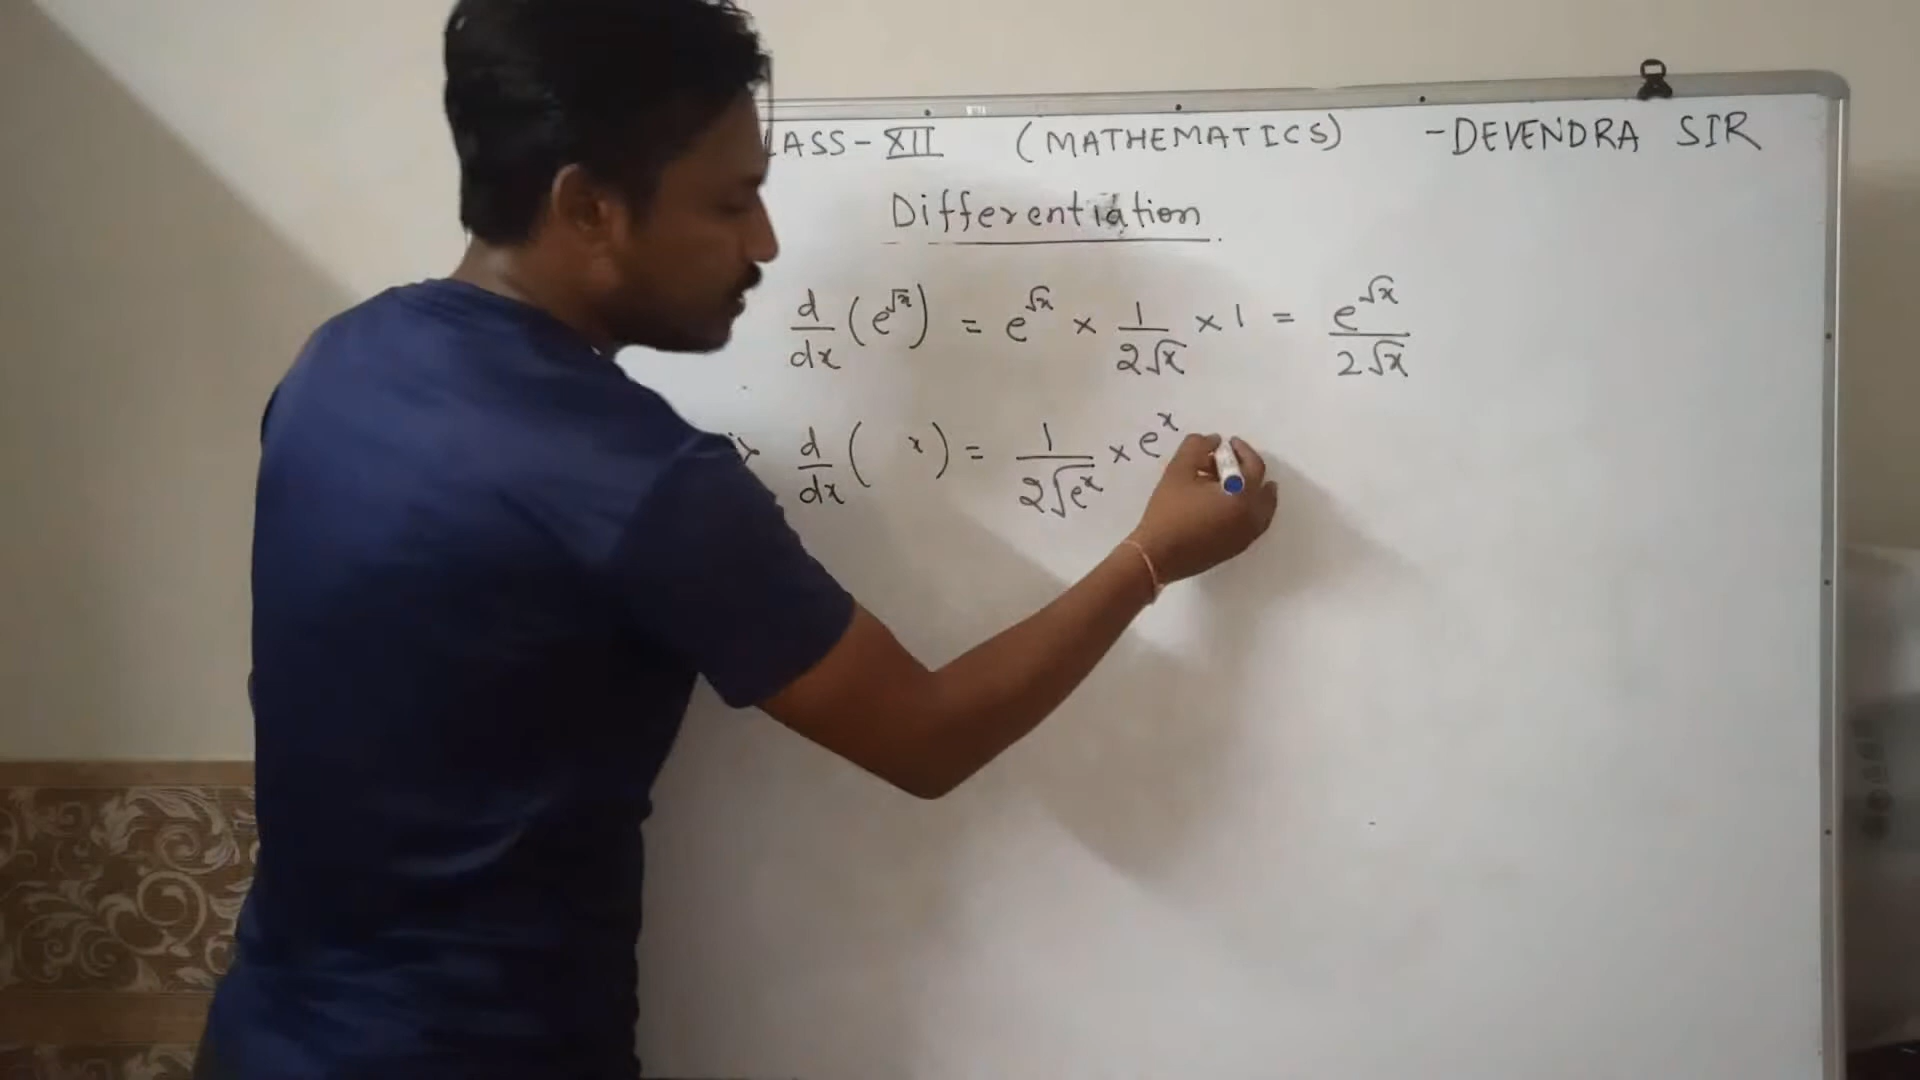 LASS-XII (MATHEMATICS) -DEVENDRA SIR
Differentiation
d/dx (e^√x) = e^√x × 1/2√x × 1 = e^√x/2√x
d/dx ( x) = 1/2√e^x × e^x